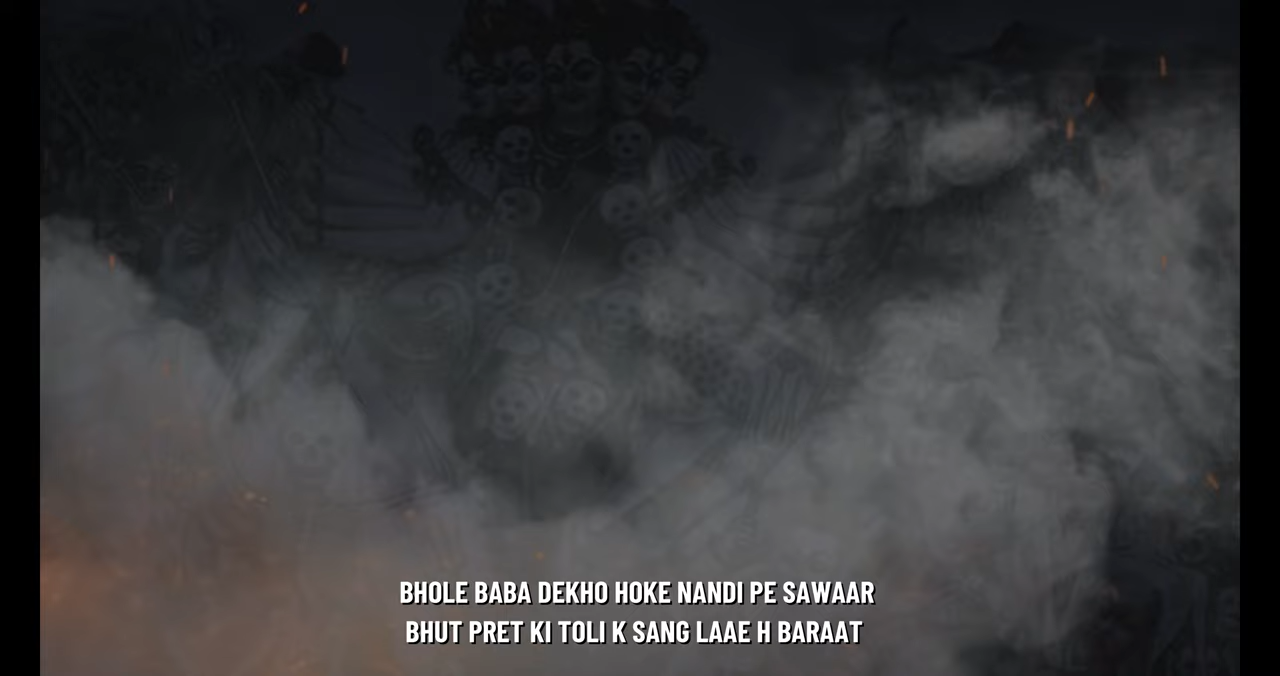 BHOLE BABA DEKHO HOKE NANDI PE SAWAAR
BHUT PRET KI TOLI K SANG LAAE H BARAAT